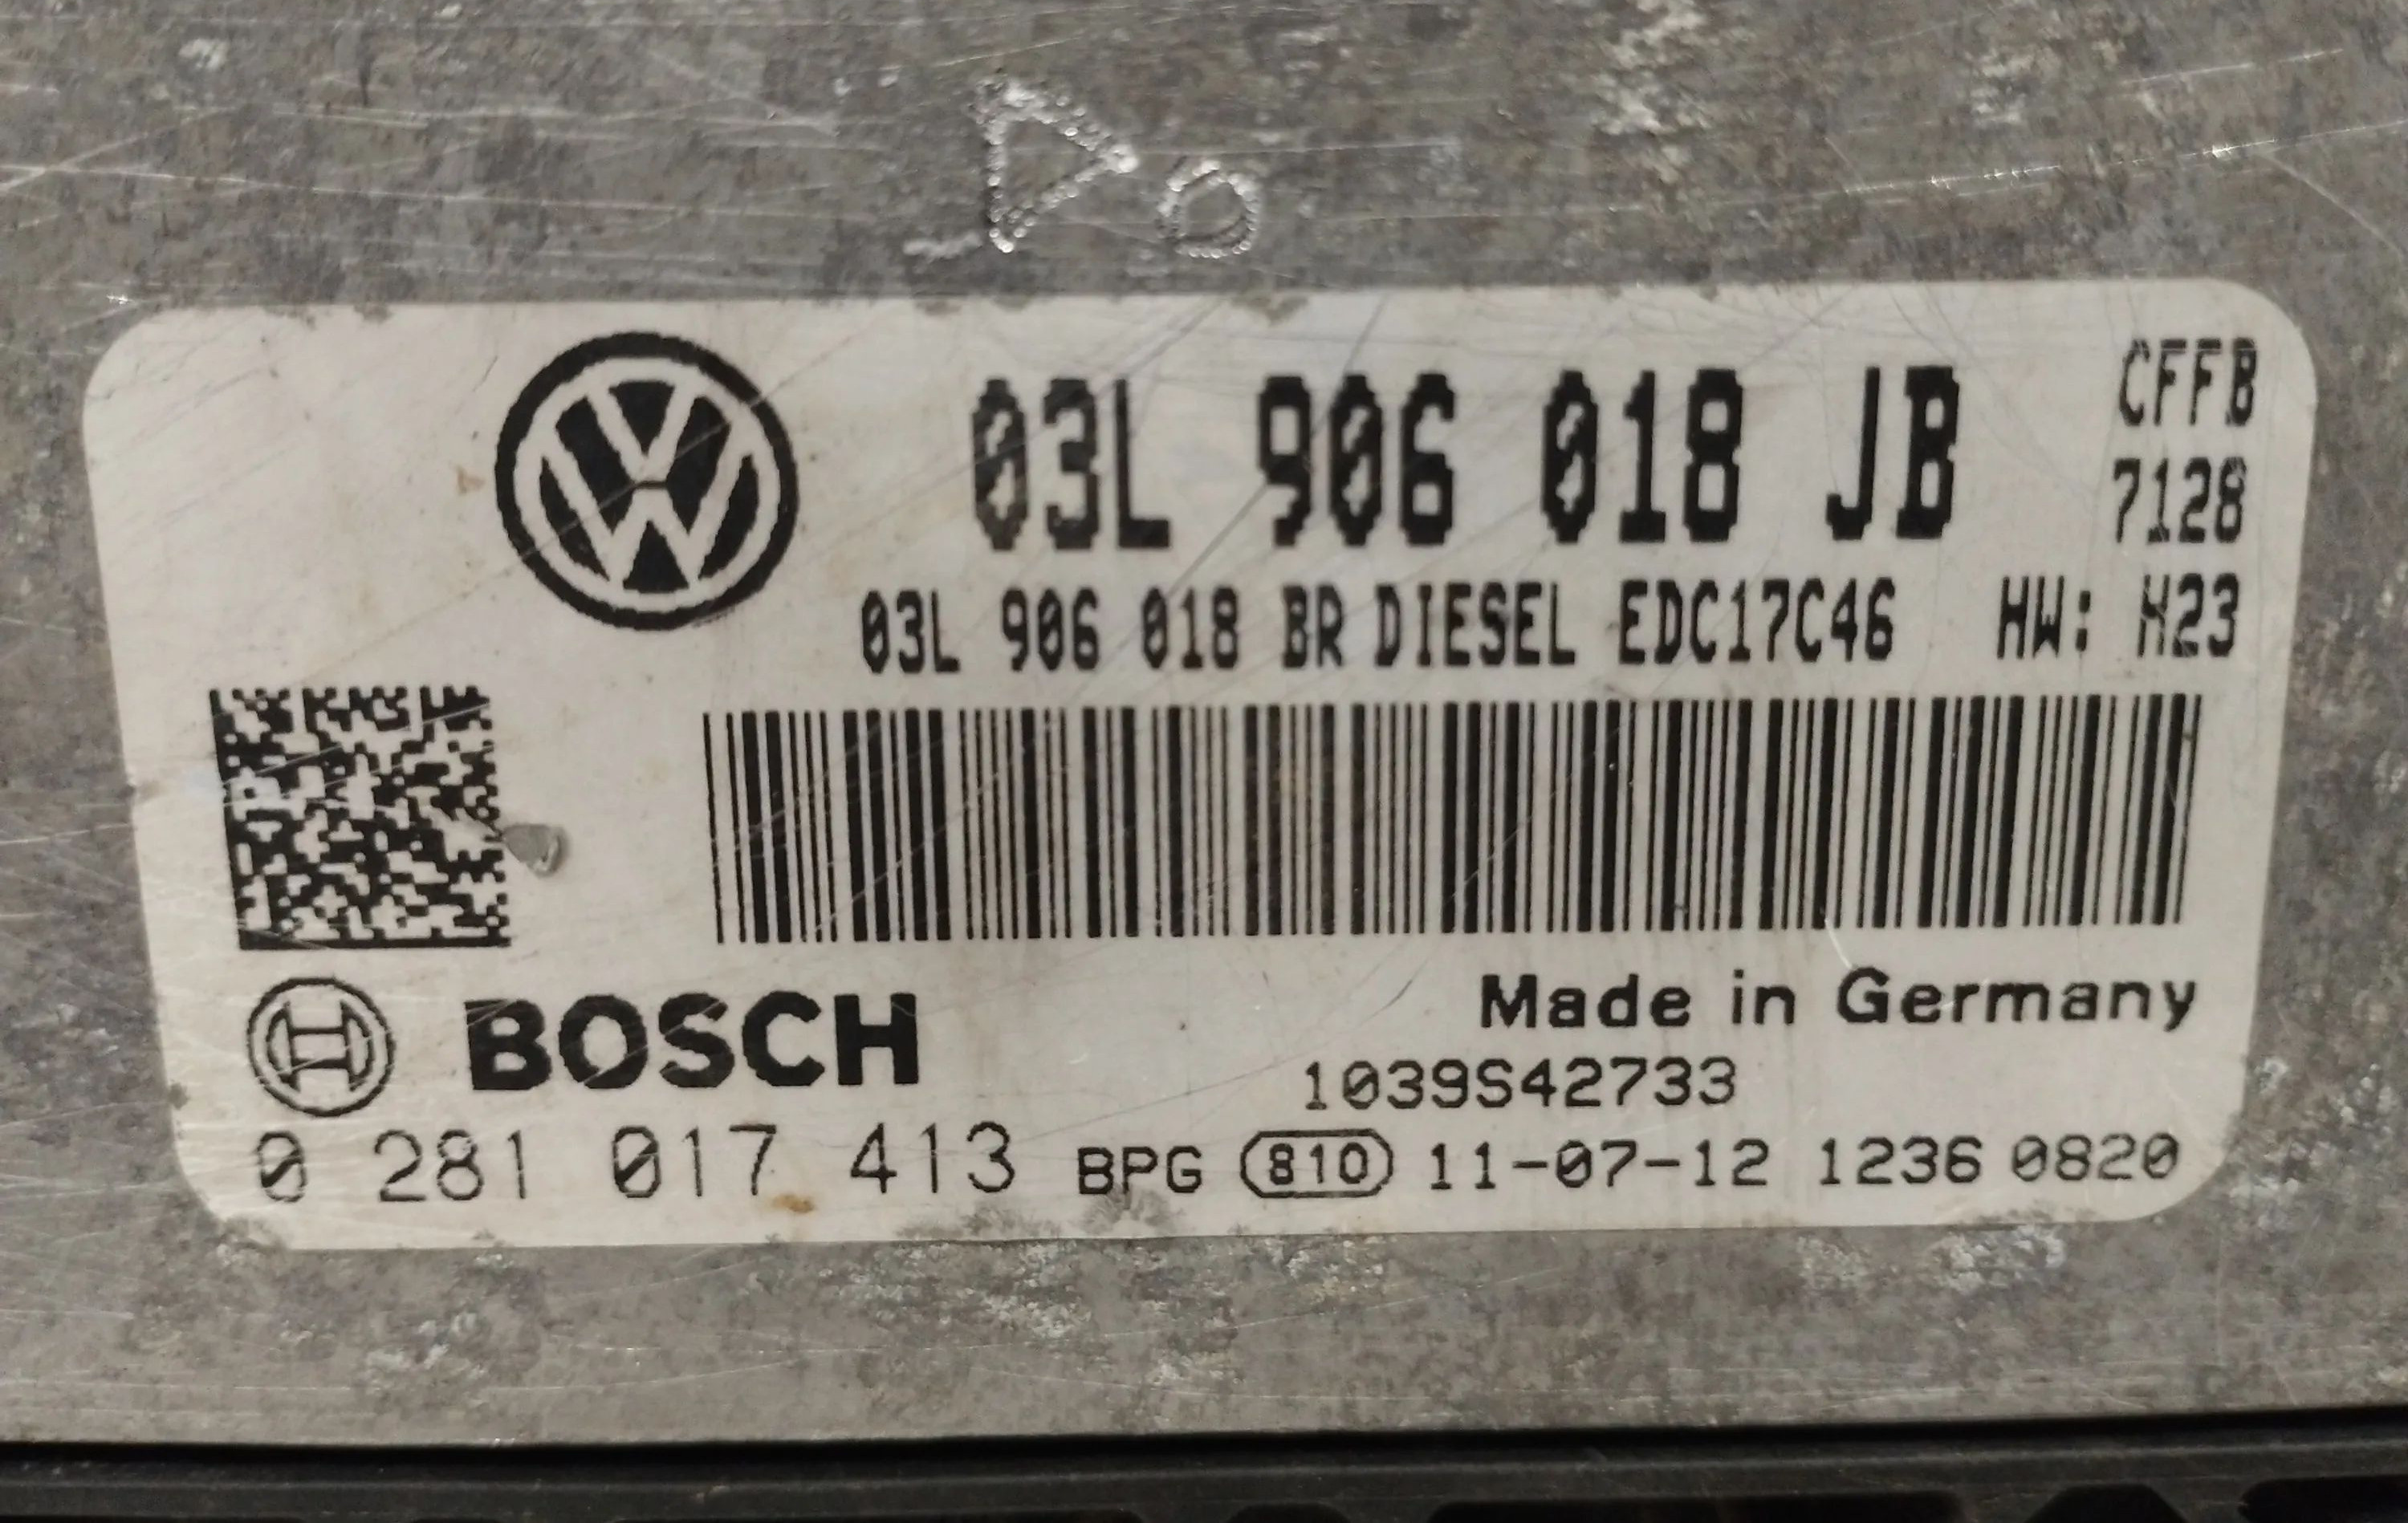 03L 906 018 JB
CFFB
7128
03L 906 018 BR DIESEL EDC17C46 HW: H23
BOSCH
Made in Germany
1039S42733
0 281 017 413 BPG 810 11-07-12 1236 0820